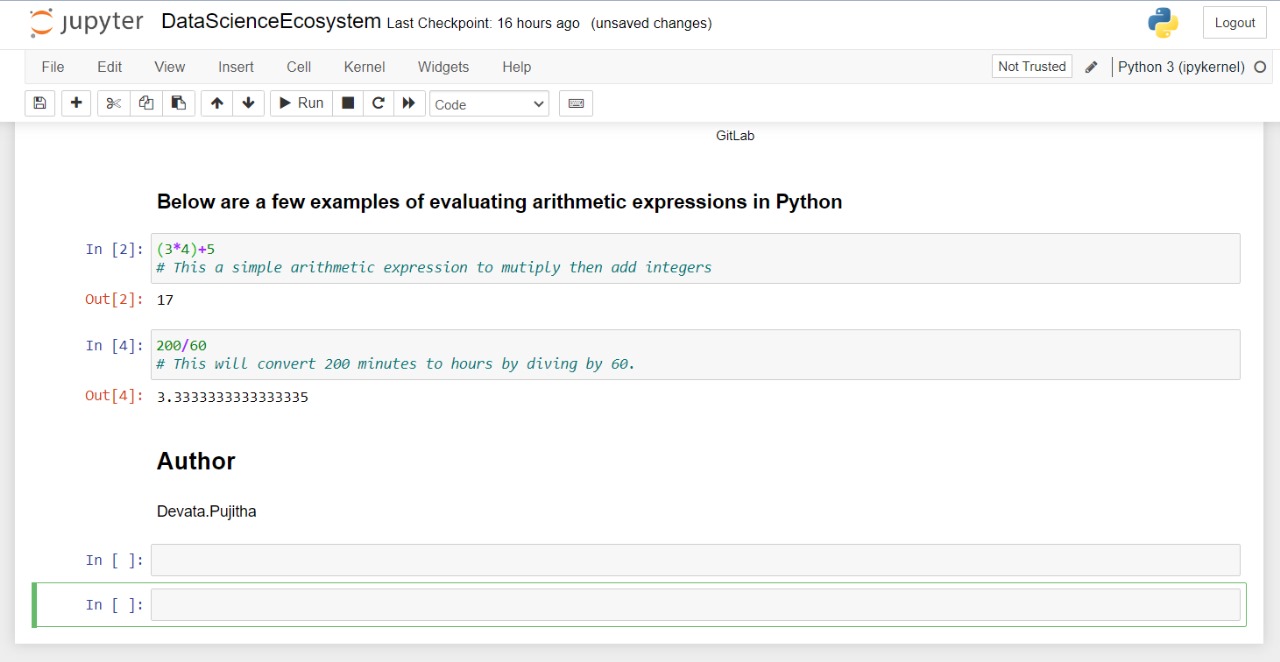 jupyter DataScienceEcosystem Last Checkpoint: 16 hours ago (unsaved changes) Logout
File Edit View Insert Cell Kernel Widgets Help Not Trusted Python 3 (ipykernel)
Run Code
GitLab
Below are a few examples of evaluating arithmetic expressions in Python
In [2]: (3*4)+5
# This a simple arithmetic expression to mutiply then add integers
Out[2]: 17
In [4]: 200/60
# This will convert 200 minutes to hours by diving by 60.
Out[4]: 3.3333333333333335
Author
Devata.Pujitha
In [ ]:
In [ ]: